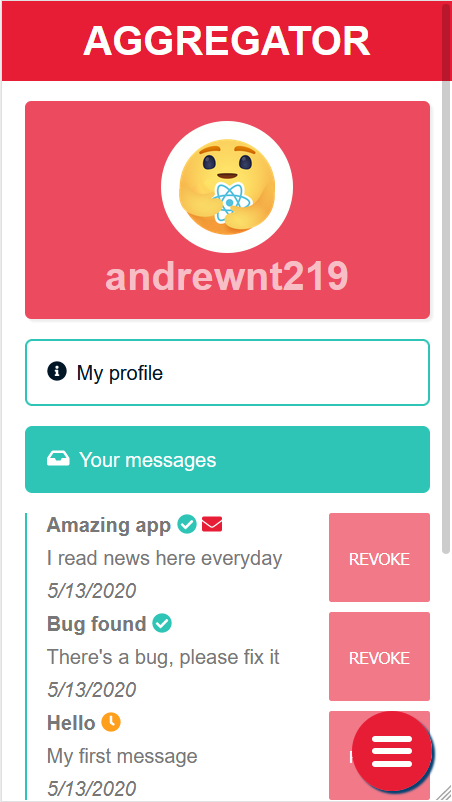 AGGREGATOR
andrewnt219
My profile
Your messages
Amazing app
I read news here everyday
5/13/2020
REVOKE
Bug found
There's a bug, please fix it
5/13/2020
REVOKE
Hello
My first message
5/13/2020